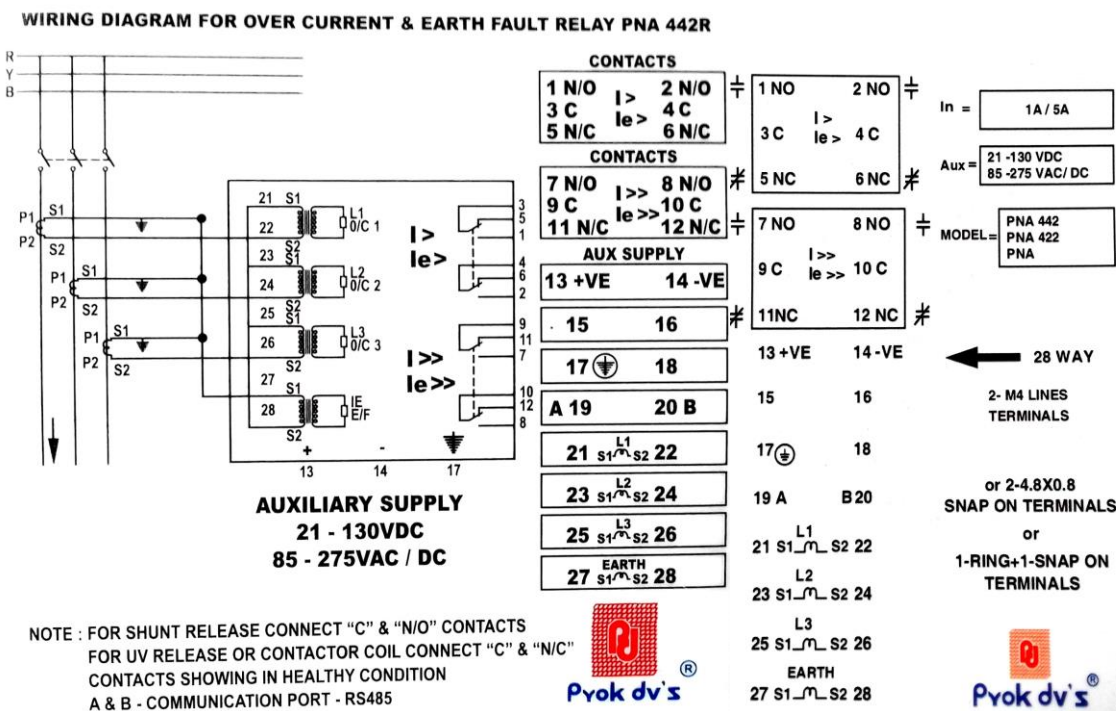 WIRING DIAGRAM FOR OVER CURRENT & EARTH FAULT RELAY PNA 442R
R
Y
B
P1 S1
P2 S2
P1 S1
P2 S2
P1 S1
P2 S2
21 S1
22
S2
L1
O/C 1
23 S1
24
S2
L2
O/C 2
25 S1
26
S2
L3
O/C 3
27 S1
28
S2
IE
E/F
I>
Ie>
I>>
Ie>>
3
5
1
4
6
2
9
11
7
10
12
8
+ -
13 14 17
AUXILIARY SUPPLY
21 - 130VDC
85 - 275VAC / DC
CONTACTS
1 N/O I> 2 N/O
3 C Ie> 4 C
5 N/C 6 N/C
CONTACTS
7 N/O I>> 8 N/O
9 C Ie>> 10 C
11 N/C 12 N/C
AUX SUPPLY
13 +VE 14 -VE
15 16
17 18
A 19 20 B
L1
21 S1 S2 22
L2
23 S1 S2 24
L3
25 S1 S2 26
EARTH
27 S1 S2 28
1 NO 2 NO
I>
3 C Ie> 4 C
5 NC 6 NC
7 NO 8 NO
I>>
9 C Ie>> 10 C
11NC 12 NC
13 +VE 14 -VE
15 16
17 18
19 A B 20
L1
21 S1 S2 22
L2
23 S1 S2 24
L3
25 S1 S2 26
EARTH
27 S1 S2 28
In = 1A / 5A
Aux = 21 -130 VDC
85 -275 VAC/ DC
MODEL= PNA 442
PNA 422
PNA
28 WAY
2- M4 LINES
TERMINALS
or 2-4.8X0.8
SNAP ON TERMINALS
or
1-RING+1-SNAP ON
TERMINALS
NOTE : FOR SHUNT RELEASE CONNECT “C” & “N/O” CONTACTS
FOR UV RELEASE OR CONTACTOR COIL CONNECT “C” & “N/C”
CONTACTS SHOWING IN HEALTHY CONDITION
A & B - COMMUNICATION PORT - RS485
Pyok dv's ®
Pyok dv's ®